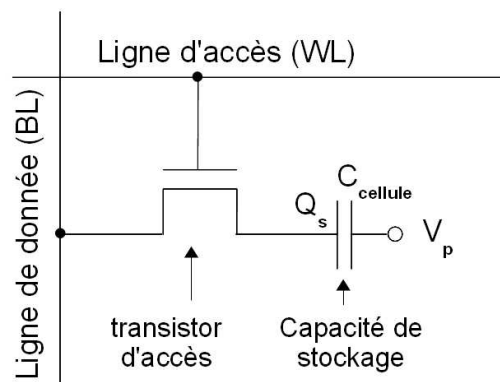 Ligne d'accès (WL)
Ligne de donnée (BL)
C cellule
Q s
V p
transistor
d'accès
Capacité de
stockage